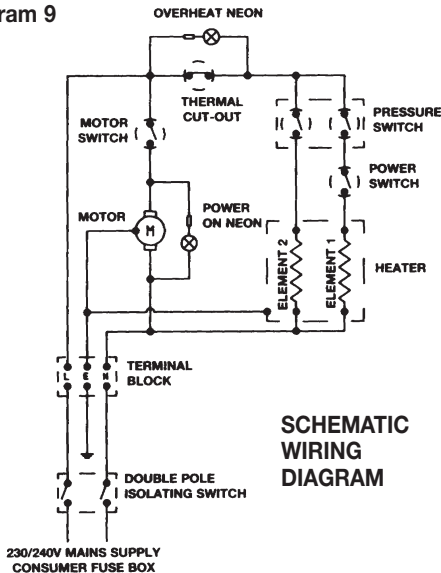 ram 9
OVERHEAT NEON
THERMAL
CUT-OUT
MOTOR
SWITCH
PRESSURE
SWITCH
POWER
SWITCH
MOTOR
M
POWER
ON NEON
ELEMENT 2
ELEMENT 1
HEATER
L E N
TERMINAL
BLOCK
SCHEMATIC
WIRING
DIAGRAM
DOUBLE POLE
ISOLATING SWITCH
230/240V MAINS SUPPLY
CONSUMER FUSE BOX